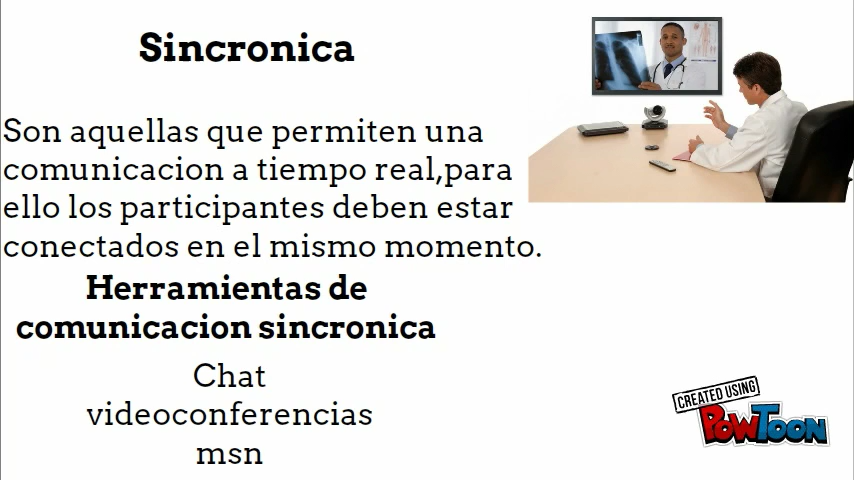 Sincronica
Son aquellas que permiten una
comunicacion a tiempo real,para
ello los participantes deben estar
conectados en el mismo momento.
Herramientas de
comunicacion sincronica
Chat
videoconferencias
msn
CREATED USING
POWTOON